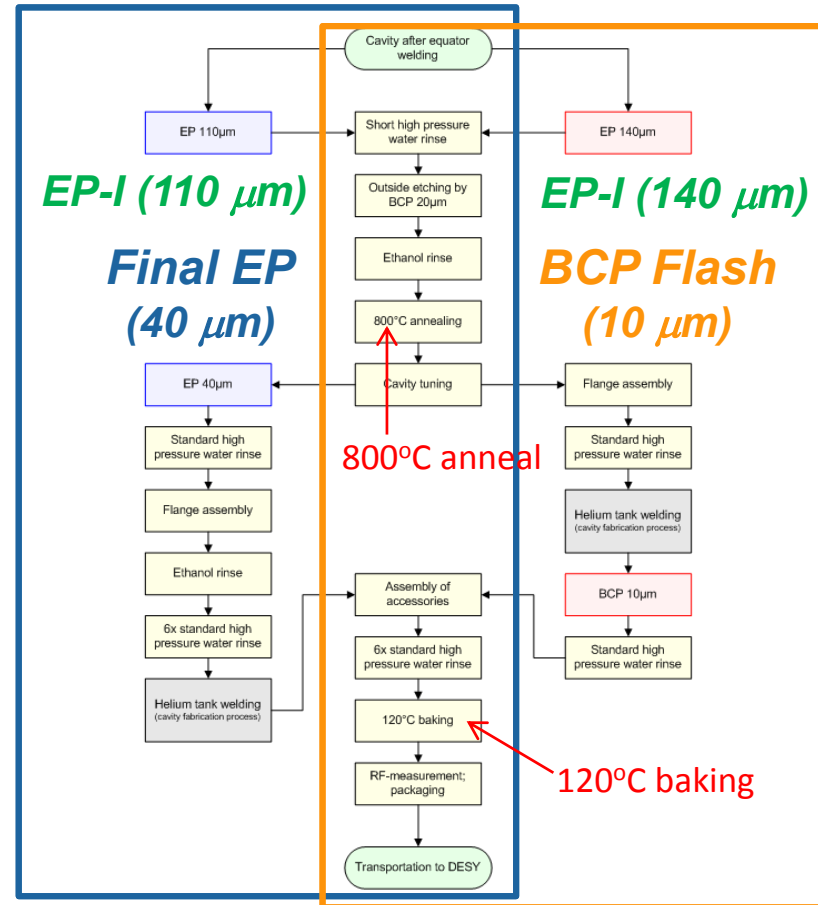 Cavity after equator
welding
EP 110µm
Short high pressure
water rinse
EP 140µm
EP-I (110 µm)
Outside etching by
BCP 20µm
EP-I (140 µm)
Final EP
(40 µm)
Ethanol rinse
BCP Flash
(10 µm)
800°C annealing
EP 40µm
Cavity tuning
Flange assembly
Standard high
pressure water rinse
800°C anneal
Standard high
pressure water rinse
Flange assembly
Helium tank welding
(cavity fabrication process)
Ethanol rinse
Assembly of
accessories
BCP 10µm
6x standard high
pressure water rinse
6x standard high
pressure water rinse
Standard high
pressure water rinse
Helium tank welding
(cavity fabrication process)
120°C baking
RF-measurement;
packaging
120°C baking
Transportation to DESY